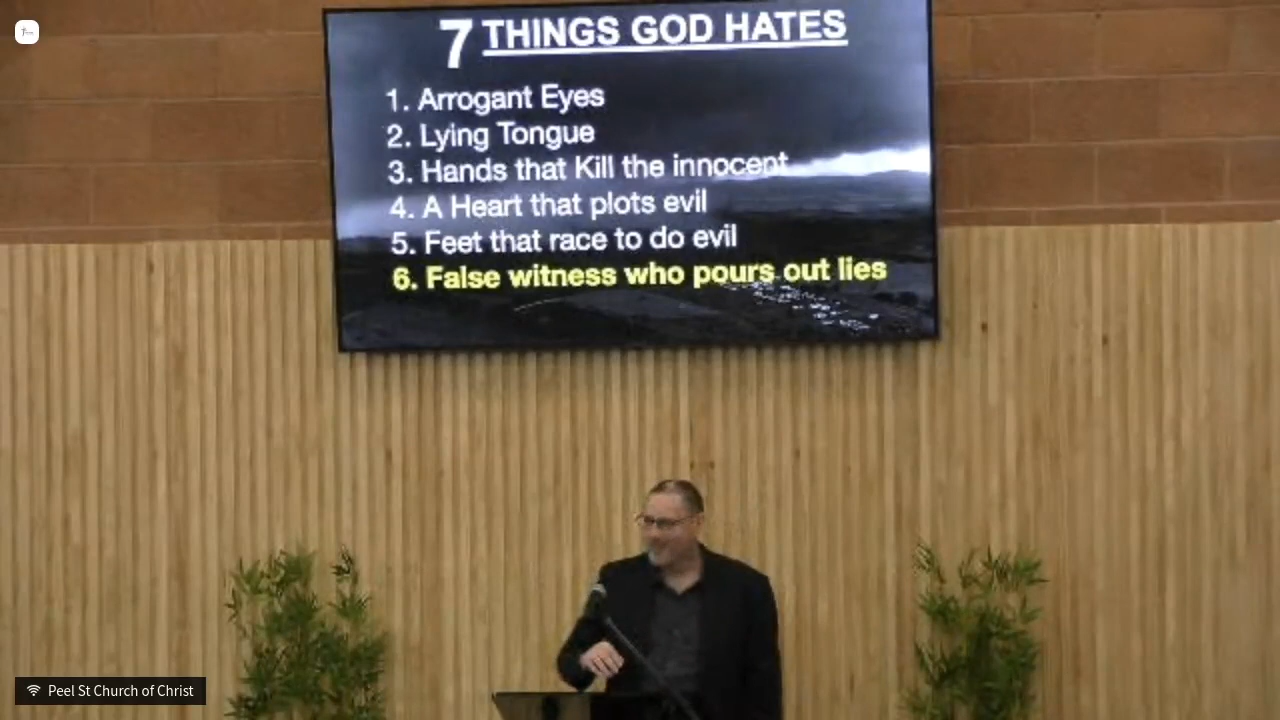 7 THINGS GOD HATES
1. Arrogant Eyes
2. Lying Tongue
3. Hands that Kill the innocent
4. A Heart that plots evil
5. Feet that race to do evil
6. False witness who pours out lies
Peel St Church of Christ